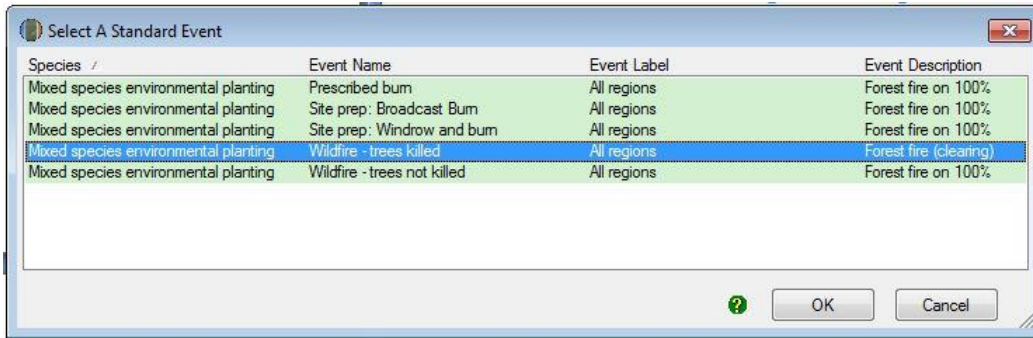 Select A Standard Event
Species Event Name Event Label Event Description
Mixed species environmental planting Prescribed burn All regions Forest fire on 100%
Mixed species environmental planting Site prep: Broadcast Burn All regions Forest fire on 100%
Mixed species environmental planting Site prep: Windrow and burn All regions Forest fire on 100%
Mixed species environmental planting Wildfire - trees killed All regions Forest fire (clearing)
Mixed species environmental planting Wildfire - trees not killed All regions Forest fire on 100%
? OK Cancel